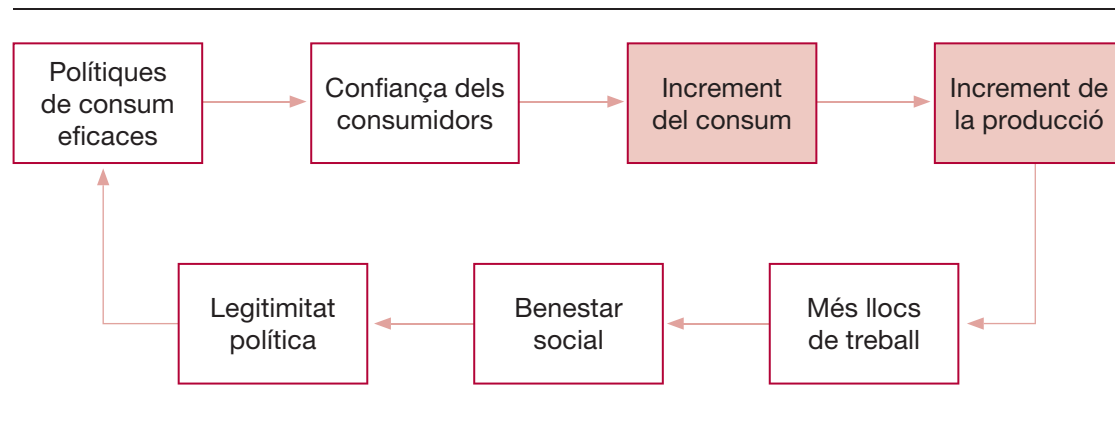 Polítiques
de consum
eficaces
Confiança dels
consumidors
Increment
del consum
Increment de
la producció
Legitimitat
política
Benestar
social
Més llocs
de treball